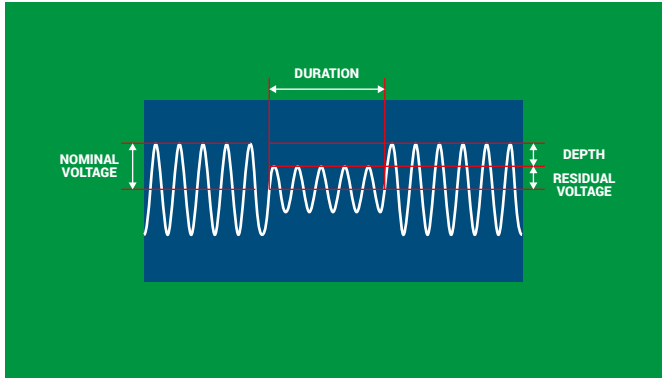 DURATION
NOMINAL
VOLTAGE
DEPTH
RESIDUAL
VOLTAGE